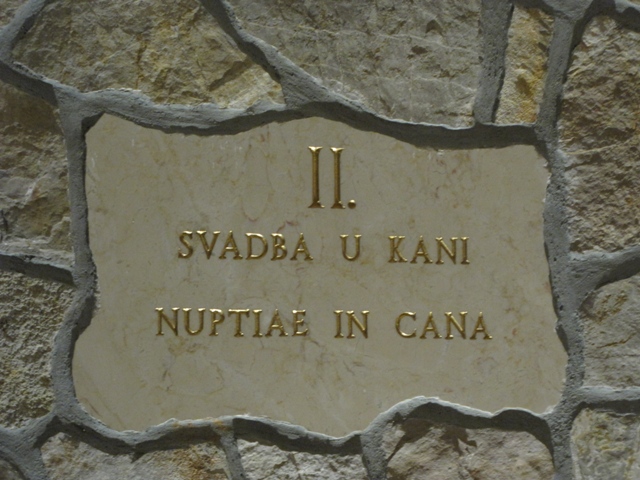 II.
SVADBA U KANI
NUPTIAE IN CANA